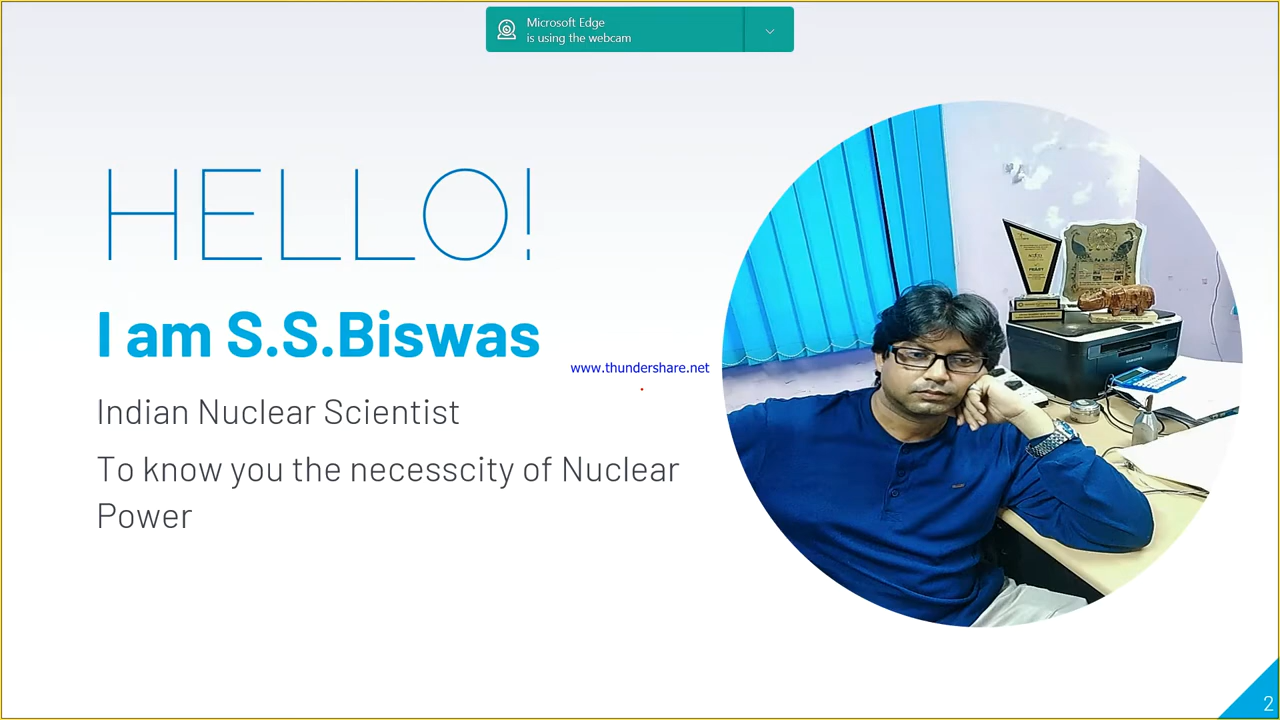 Microsoft Edge
is using the webcam
HELLO!
I am S.S.Biswas
www.thundershare.net
Indian Nuclear Scientist
To know you the necesscity of Nuclear
Power
2